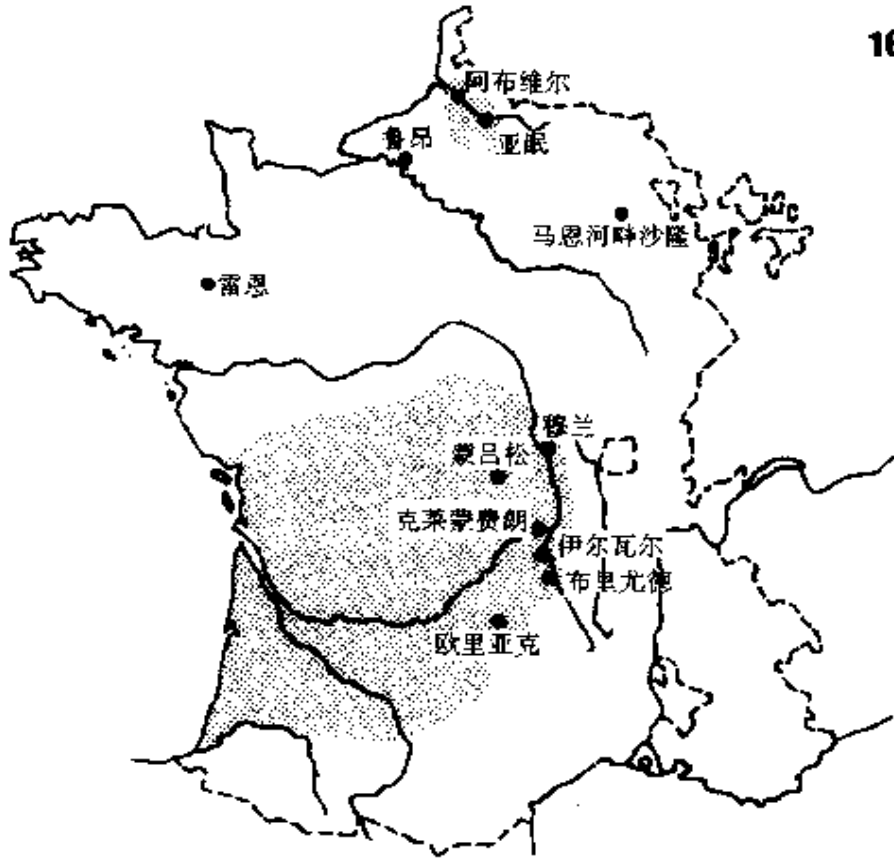 16
阿布维尔
亚眠
鲁昂
马恩河畔沙隆
雷恩
穆兰
蒙吕松
克莱蒙费朗
伊尔瓦尔
布里尤德
欧里亚克